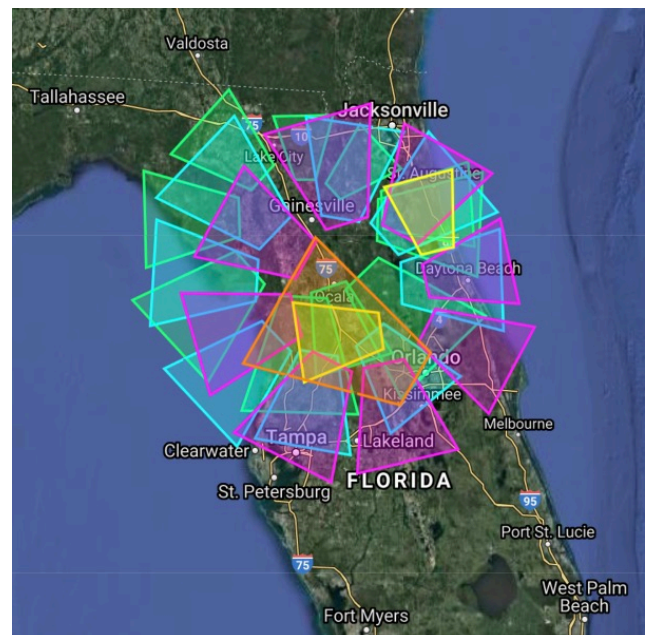 Valdosta
Tallahassee
75
10
Jacksonville
Lake City
St. Augustine
Gainesville
75
Daytona Beach
Ocala
4
Orlando
Kissimmee
Melbourne
Clearwater
Tampa
Lakeland
St. Petersburg
FLORIDA
95
Port St. Lucie
75
West Palm
Beach
Fort Myers